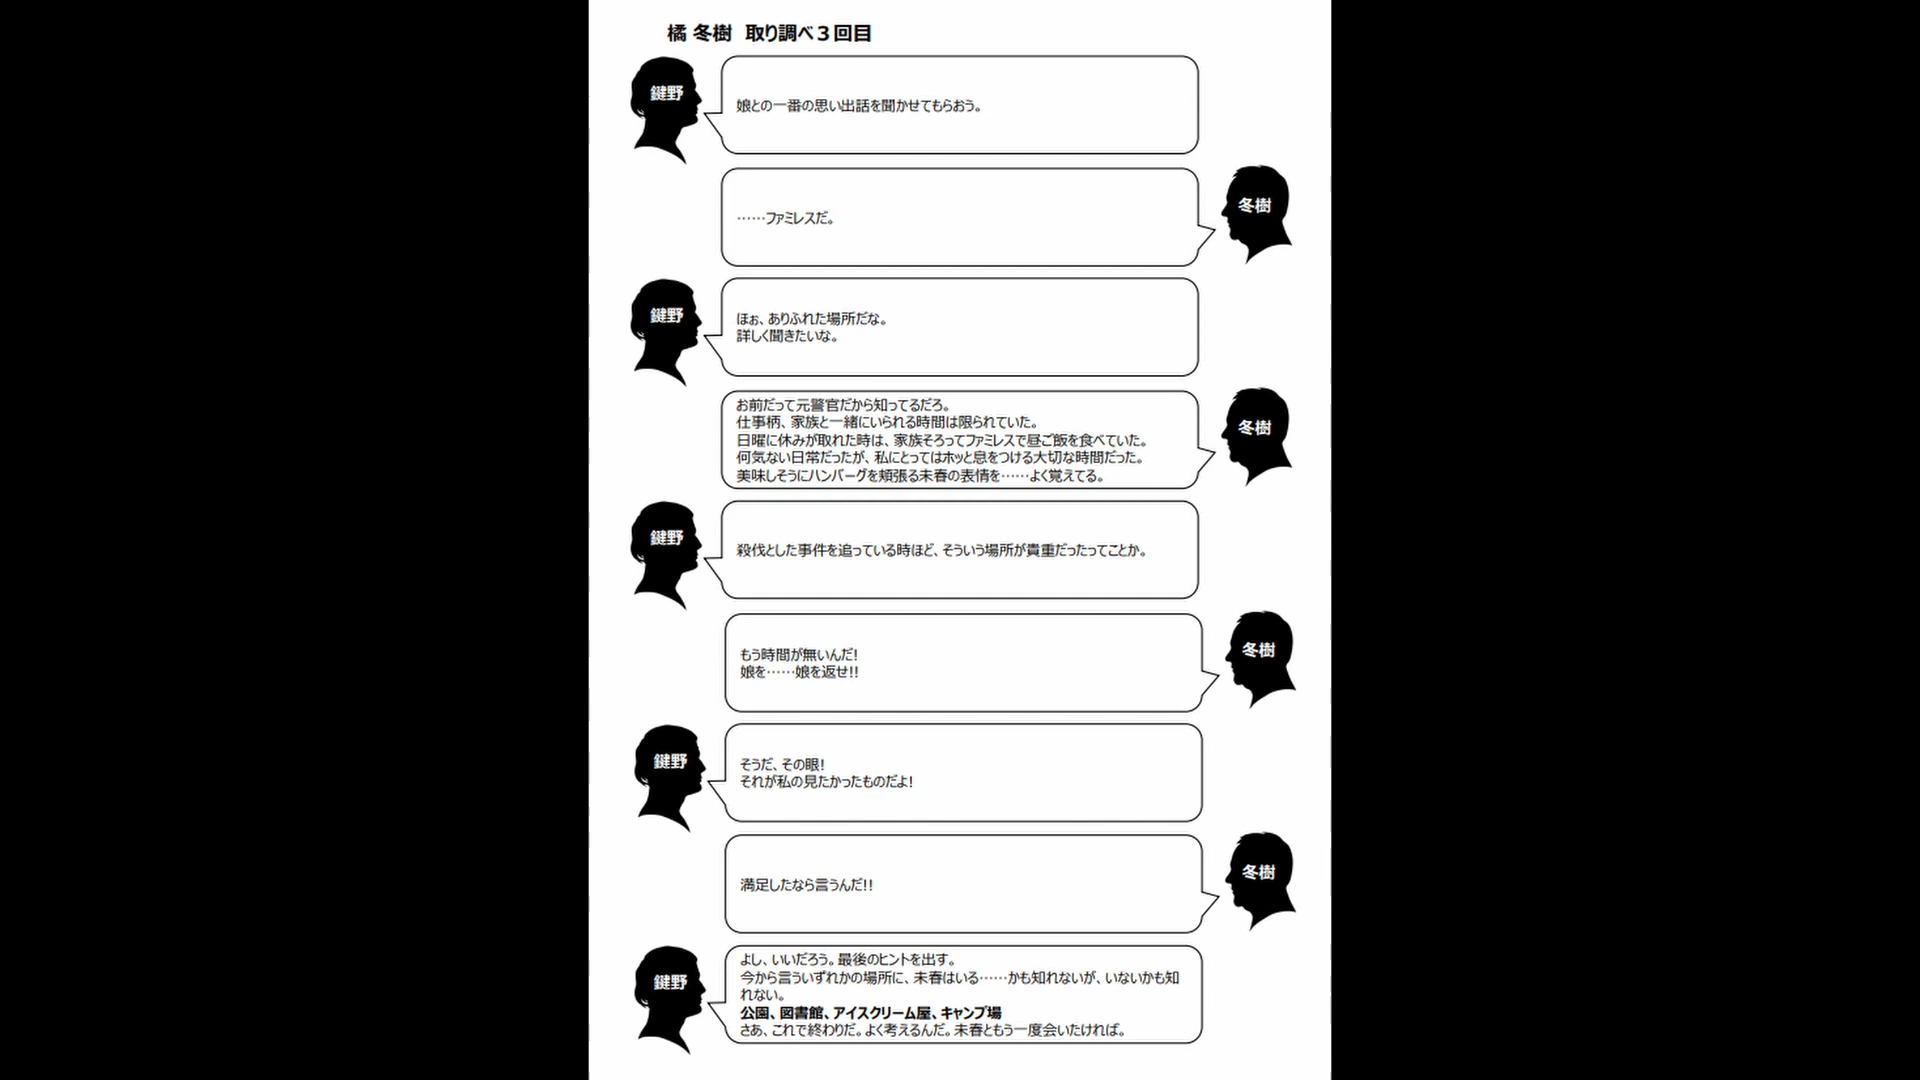 橘 冬樹　取り調べ３回目
鍵野
娘との一番の思い出話を聞かせてもらおう。
冬樹
……ファミレスだ。
鍵野
ほぉ、ありふれた場所だな。
詳しく聞きたいな。
冬樹
お前だって元警官だから知ってるだろ。
仕事柄、家族と一緒にいられる時間は限られていた。
日曜に休みが取れた時は、家族そろってファミレスで昼ご飯を食べていた。
何気ない日常だったが、私にとってはホッと息をつける大切な時間だった。
美味しそうにハンバーグを頬張る未春の表情を……よく覚えてる。
鍵野
殺伐とした事件を追っている時ほど、そういう場所が貴重だったってことか。
冬樹
もう時間が無いんだ！
娘を……娘を返せ！！
鍵野
そうだ、その眼！
それが私の見たかったものだよ！
冬樹
満足したなら言うんだ！！
鍵野
よし、いいだろう。最後のヒントを出す。
今から言ういずれかの場所に、未春はいる……かも知れないが、いないかも知
れない。
公園、図書館、アイスクリーム屋、キャンプ場
さあ、これで終わりだ。よく考えるんだ。未春ともう一度会いたければ。